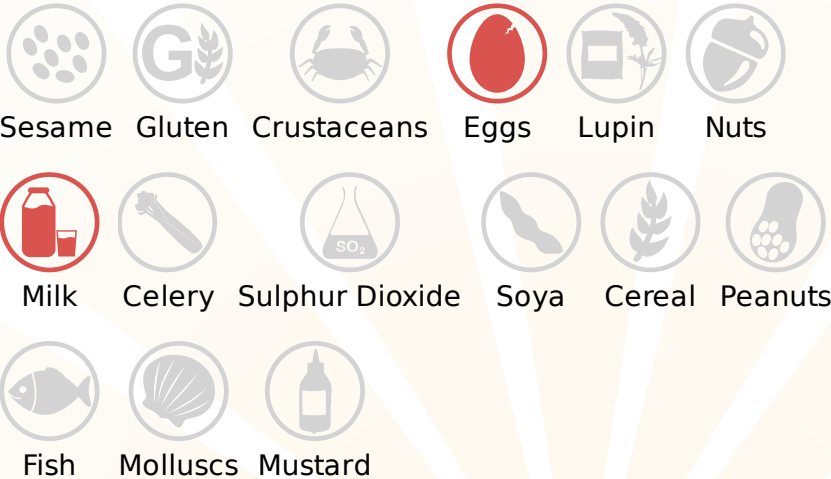 G
Sesame Gluten Crustaceans Eggs Lupin Nuts
SO₂
Milk Celery Sulphur Dioxide Soya Cereal Peanuts
Fish Molluscs Mustard